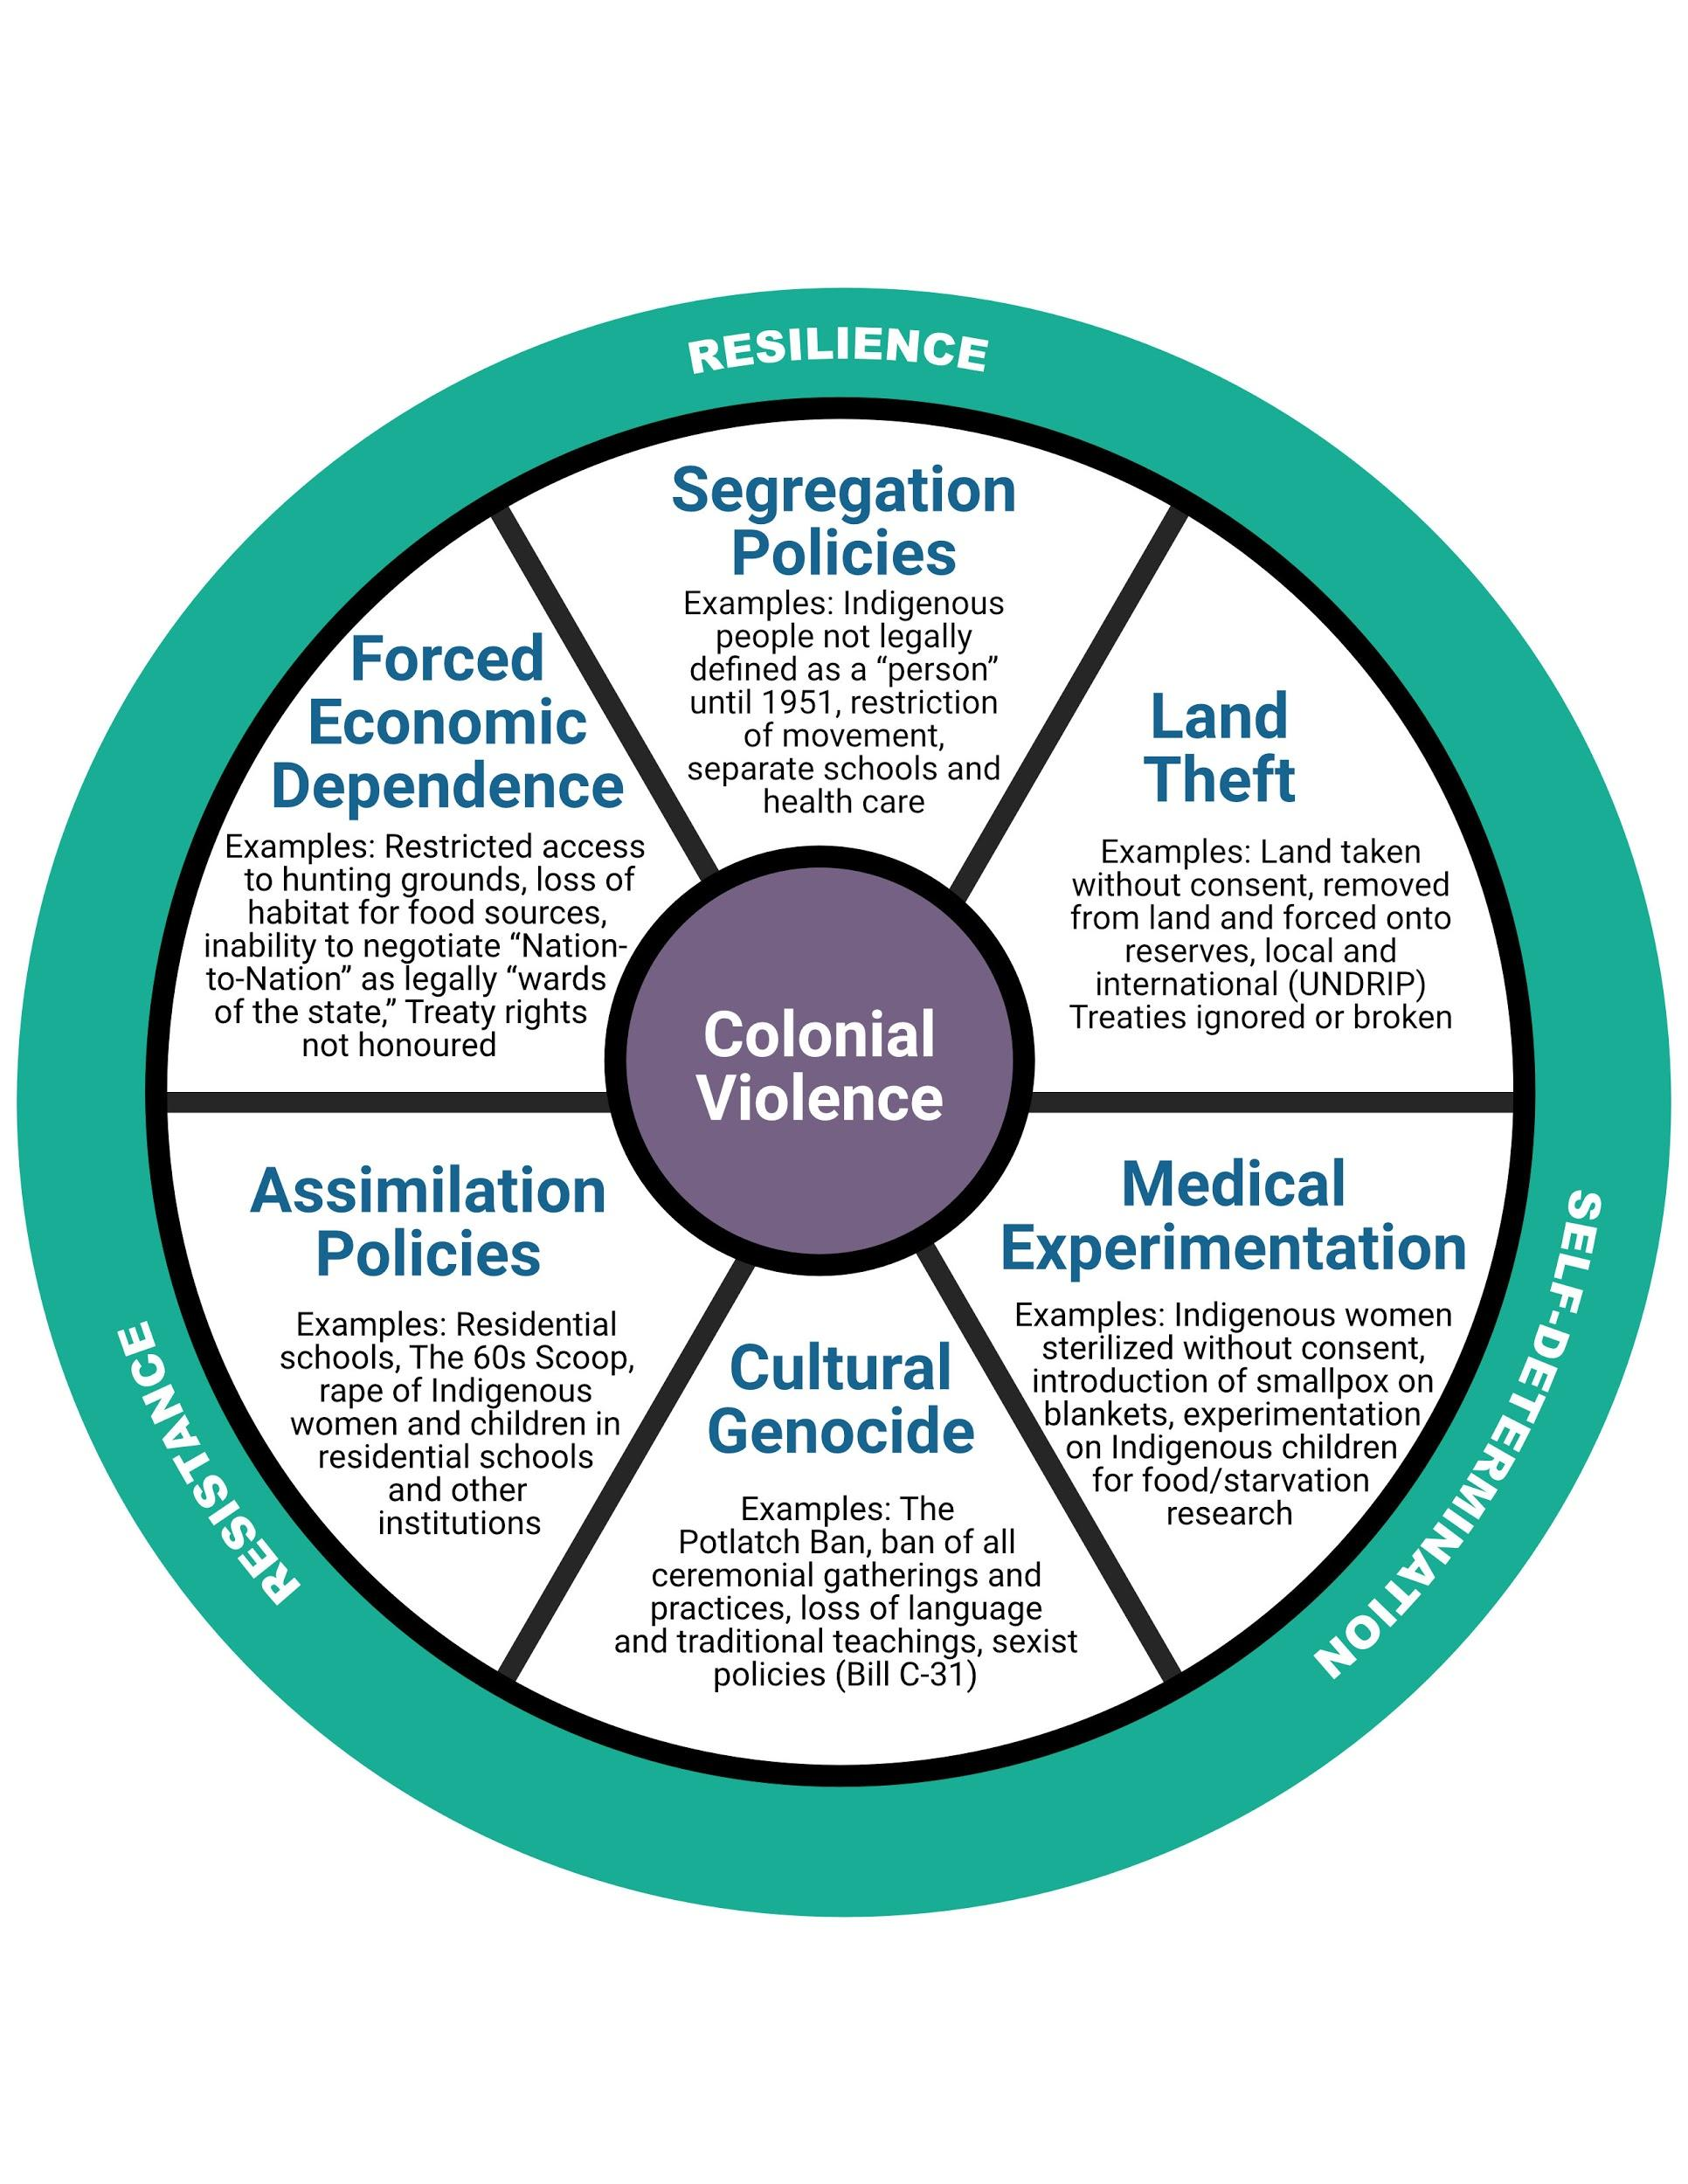 RESILIENCE
Segregation
Policies
Examples: Indigenous
people not legally
defined as a “person”
until 1951, restriction
of movement,
separate schools and
health care
Land
Theft
Examples: Land taken
without consent, removed
from land and forced onto
reserves, local and
international (UNDRIP)
Treaties ignored or broken
Medical
Experimentation
Examples: Indigenous women
sterilized without consent,
introduction of smallpox on
blankets, experimentation
on Indigenous children
for food/starvation
research
Cultural
Genocide
Examples: The
Potlatch Ban, ban of all
ceremonial gatherings and
practices, loss of language
and traditional teachings, sexist
policies (Bill C-31)
Assimilation
Policies
Examples: Residential
schools, The 60s Scoop,
rape of Indigenous
women and children in
residential schools
and other
institutions
Forced
Economic
Dependence
Examples: Restricted access
to hunting grounds, loss of
habitat for food sources,
inability to negotiate “Nation-
to-Nation” as legally “wards
of the state,” Treaty rights
not honoured
Colonial
Violence
SELF-DETERMINATION
RESISTANCE